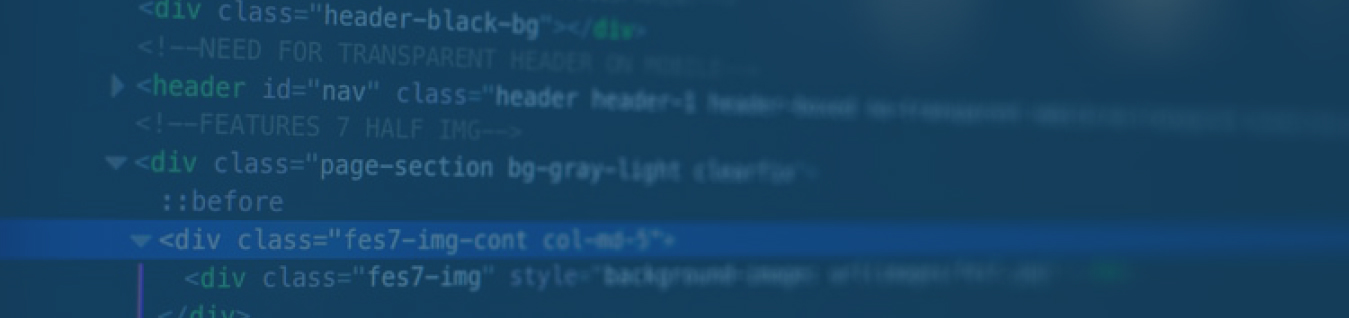 <div class="header-black-bg"></div>
<!--NEED FOR TRANSPARENT HEADER ON MOBILE-->
<header id="nav" class="header header-1 header-boxed
<!--FEATURES 7 HALF IMG-->
<div class="page-section bg-gray-light clearfix">
::before
<div class="fes7-img-cont col-md-5">
<div class="fes7-img" style="background-image:
</div>